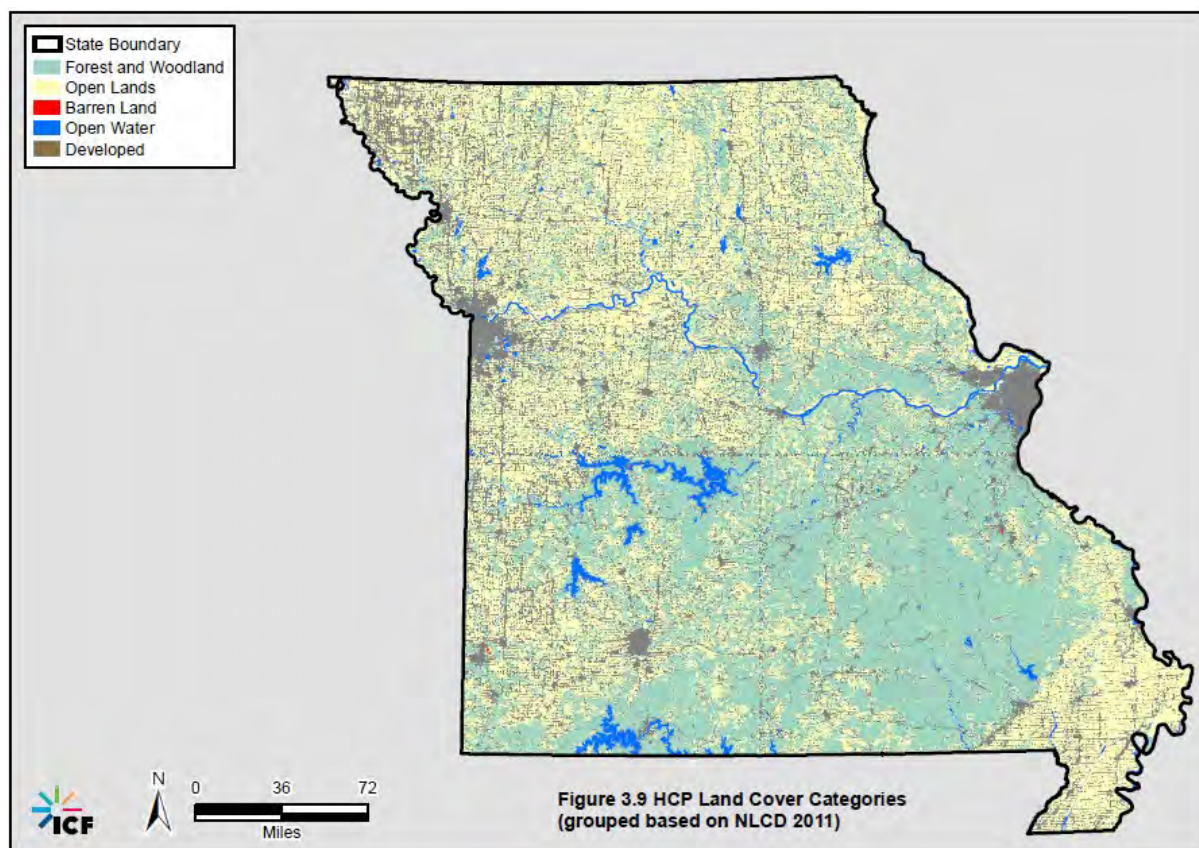 State Boundary
Forest and Woodland
Open Lands
Barren Land
Open Water
Developed
ICF
N
0 36 72
Miles
Figure 3.9 HCP Land Cover Categories
(grouped based on NLCD 2011)